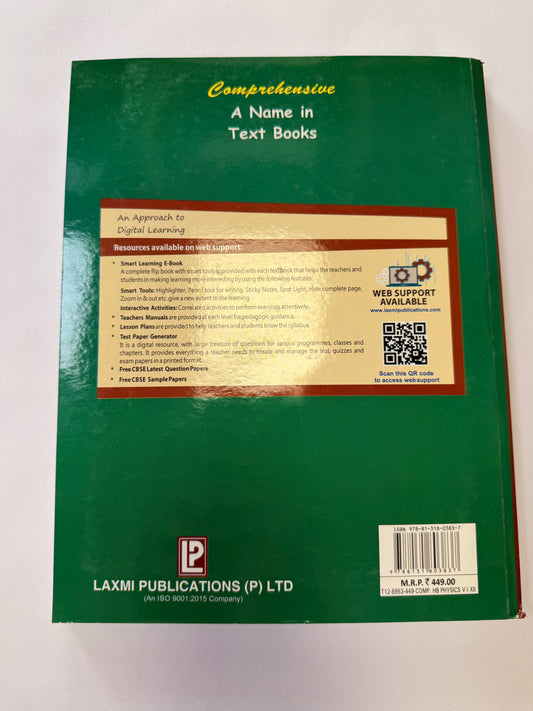 Comprehensive
A Name in
Text Books
An Approach to
Digital Learning
Resources available on web support:
• Smart Learning E-Book
A complete flip book with smart tools is provided with each textbook that helps the teachers and
students in making learning more interesting by using the following features:
Smart Tools: Highlighter, Pencil tool for writing, Sticky Notes, Spot Light, Hide complete page,
Zoom in & out etc. give a new extent to the learning.
Interactive Activities: Correlated activities to perform exercises attentively.
• Teachers Manuals are provided at each level for pedagogic guidance.
• Lesson Plans are provided to help teachers and students know the syllabus.
• Test Paper Generator
It is a digital resource, with large treasure of questions for various programmes, classes and
chapters. It provides everything a teacher needs to create and manage the test, quizzes and
exam papers in a printed format.
• Free CBSE Latest Question Papers
• Free CBSE Sample Papers
WEB SUPPORT
AVAILABLE
www.laxmipublications.com
Scan this QR code
to access web support
LP
LAXMI PUBLICATIONS (P) LTD
(An ISO 9001:2015 Company)
ISBN 978-81-318-0383-7
9 788131 803837
M.R.P. ₹ 449.00
T12-8953-449-COMP. HB PHYSICS V-I XII